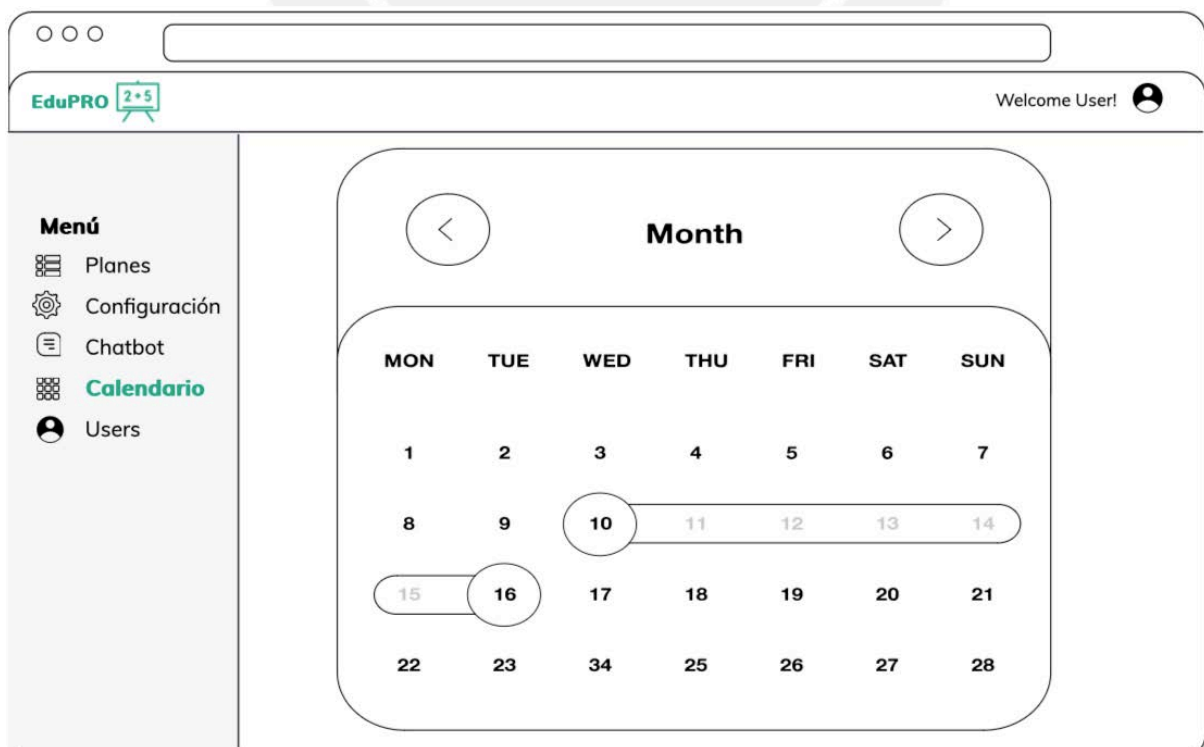 EduPRO 2+5
Welcome User!
Menú
Planes
Configuración
Chatbot
Calendario
Users
Month
MON TUE WED THU FRI SAT SUN
1 2 3 4 5 6 7
8 9 10 11 12 13 14
15 16 17 18 19 20 21
22 23 34 25 26 27 28